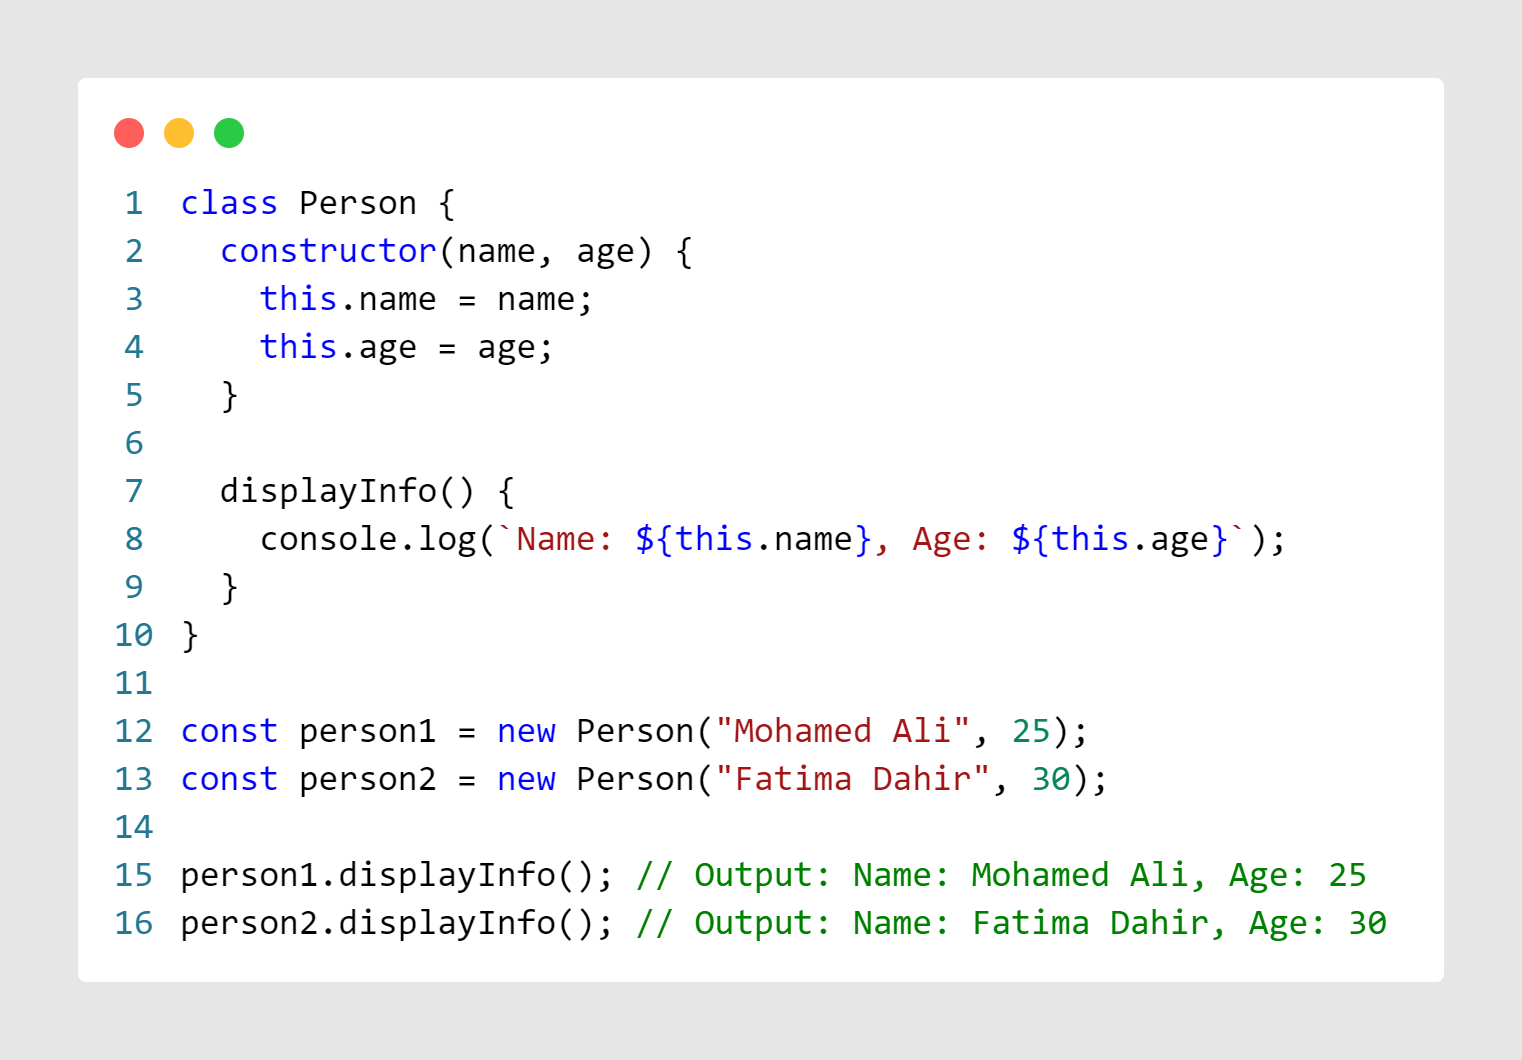 1 class Person {
2   constructor(name, age) {
3     this.name = name;
4     this.age = age;
5   }
6
7   displayInfo() {
8     console.log(`Name: ${this.name}, Age: ${this.age}`);
9   }
10 }
11
12 const person1 = new Person("Mohamed Ali", 25);
13 const person2 = new Person("Fatima Dahir", 30);
14
15 person1.displayInfo(); // Output: Name: Mohamed Ali, Age: 25
16 person2.displayInfo(); // Output: Name: Fatima Dahir, Age: 30